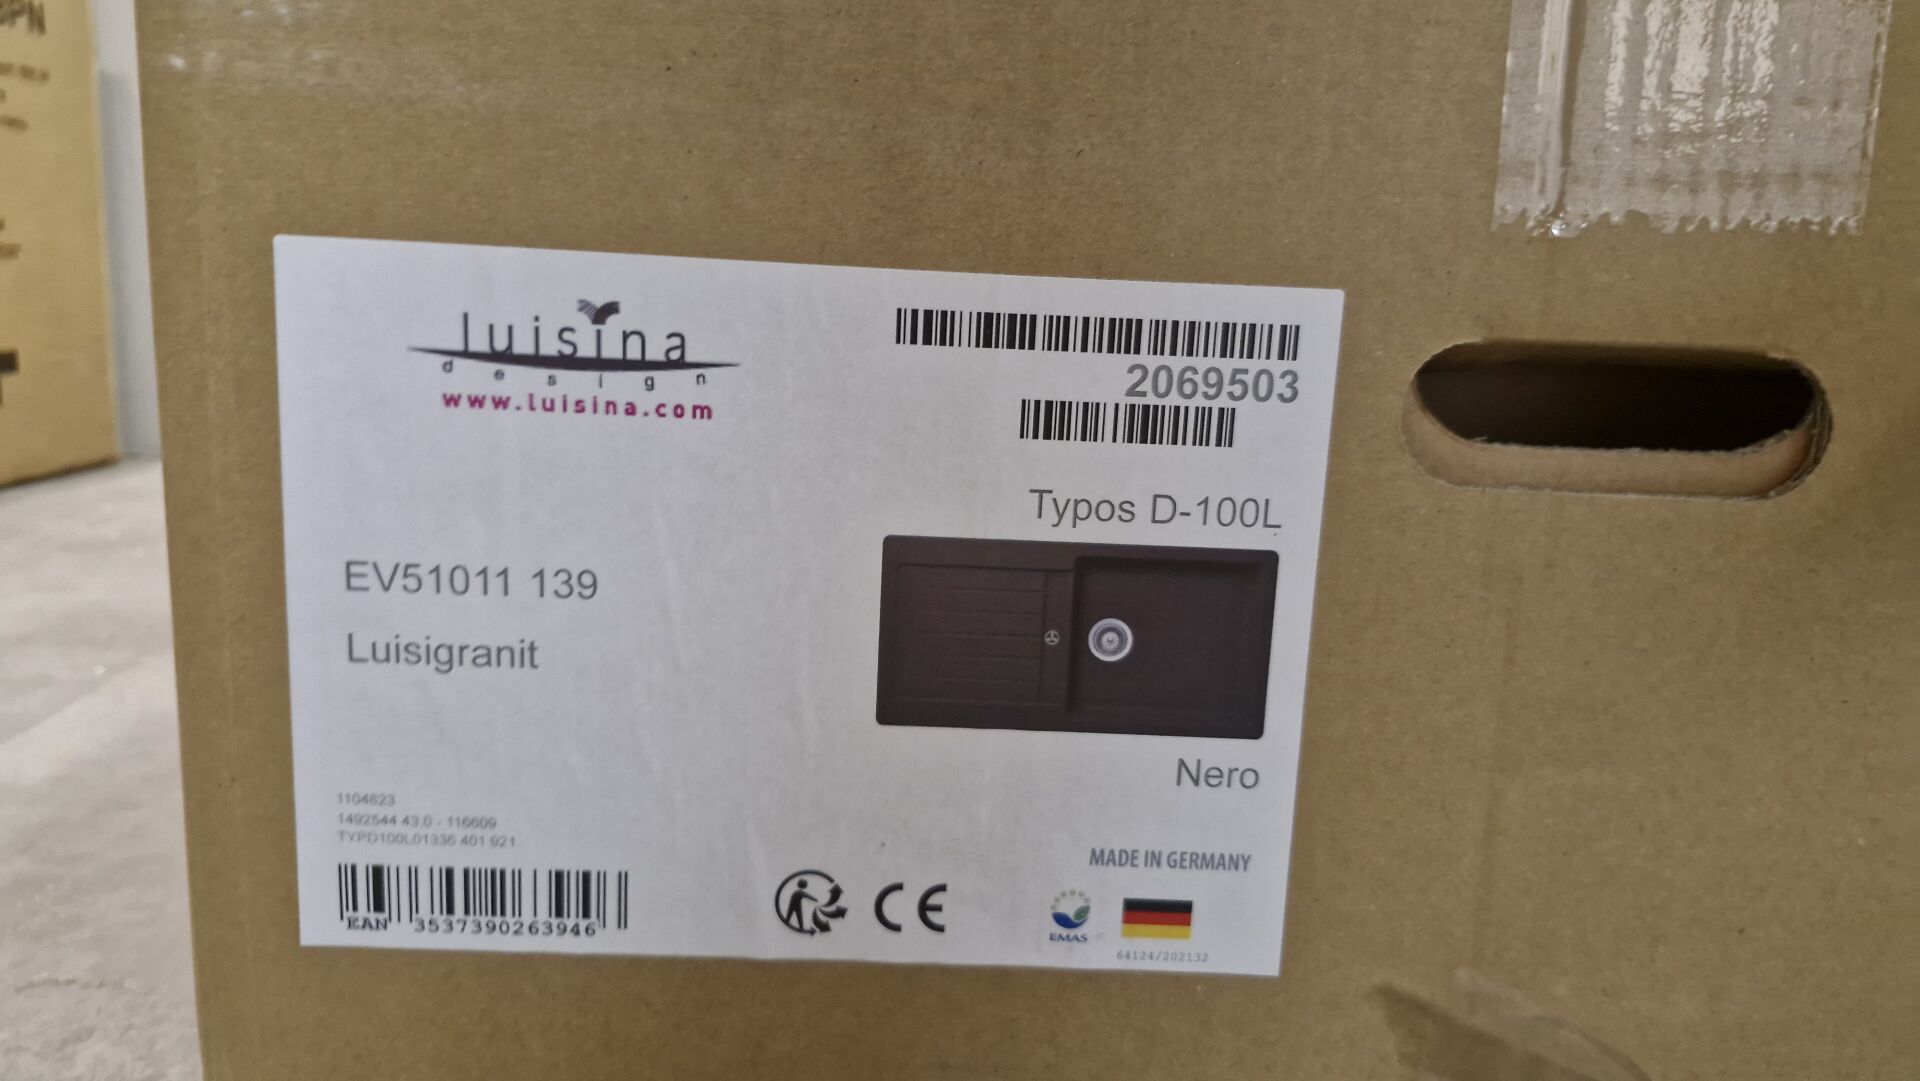 luisina
design
www.luisina.com
2069503
Typos D-100L
EV51011 139
Luisigranit
Nero
1104623
1492544 43.0 - 116609
TYPD100L01336 401 921
EAN 3537390263946
CE
MADE IN GERMANY
EMAS
64124/202132